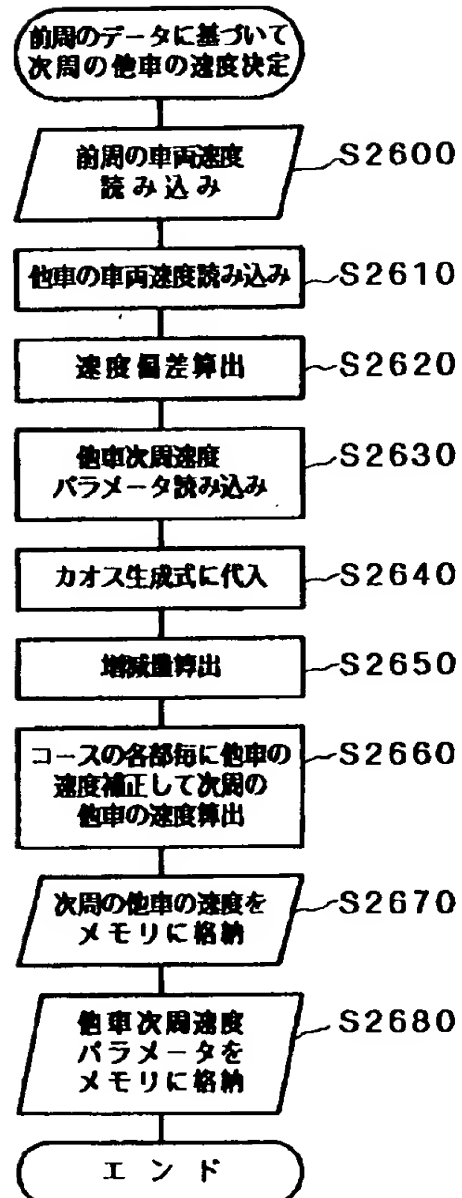 前周のデータに基づいて
次周の他車の速度決定
前周の車両速度
読み込み
S2600
他車の車両速度読み込み
S2610
速度偏差算出
S2620
他車次周速度
パラメータ読み込み
S2630
カオス生成式に代入
S2640
増減量算出
S2650
コースの各部毎に他車の
速度補正して次周の
他車の速度算出
S2660
次周の他車の速度を
メモリに格納
S2670
他車次周速度
パラメータを
メモリに格納
S2680
エンド